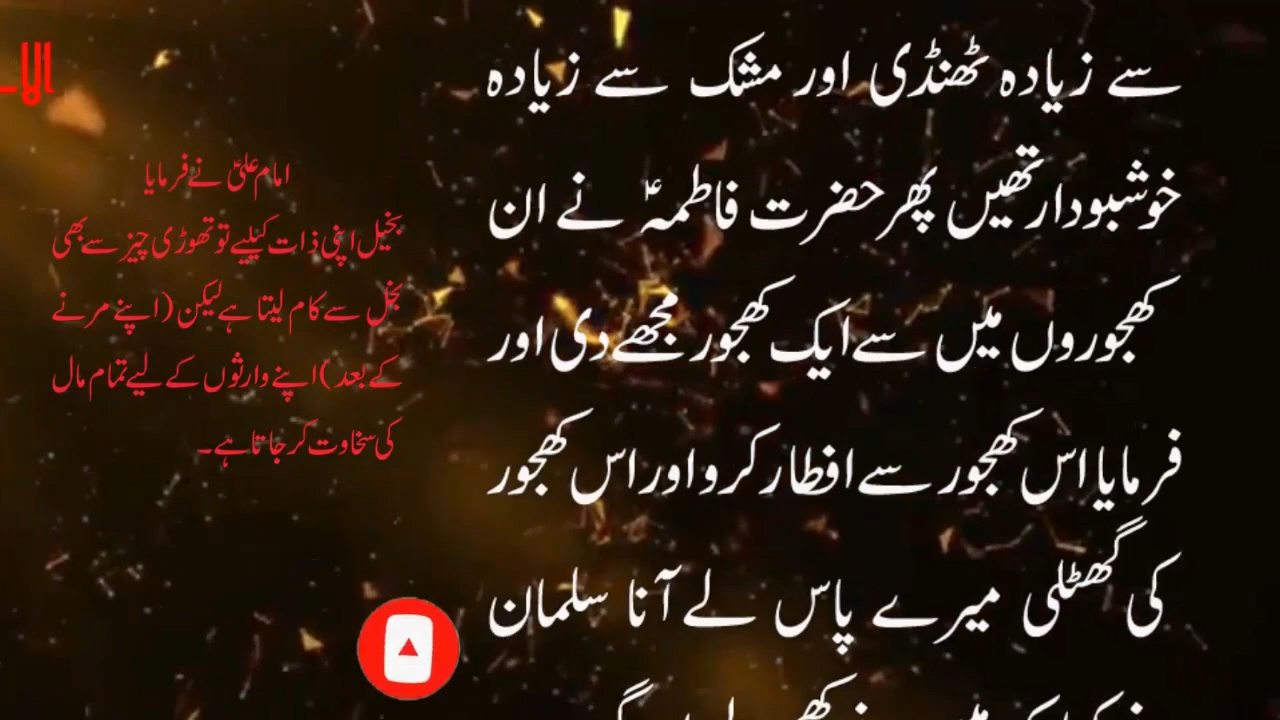 سے زیادہ ٹھنڈی اور مشک سے زیادہ
خوشبودار تھیں پھر حضرت فاطمہؑ نے ان
کھجوروں میں سے ایک کھجور مجھے دی اور
فرمایا اس کھجور سے افطار کرو اور اس کھجور
کی گھٹلی میرے پاس لے آنا سلمان
امام علیؑ نے فرمایا
بخیل اپنی ذات کیلیے تو تھوڑی چیز سے بھی
بخل سے کام لیتا ہے لیکن (اپنے مرنے
کے بعد) اپنے وارثوں کے لیے تمام مال
کی سخاوت کر جاتا ہے۔